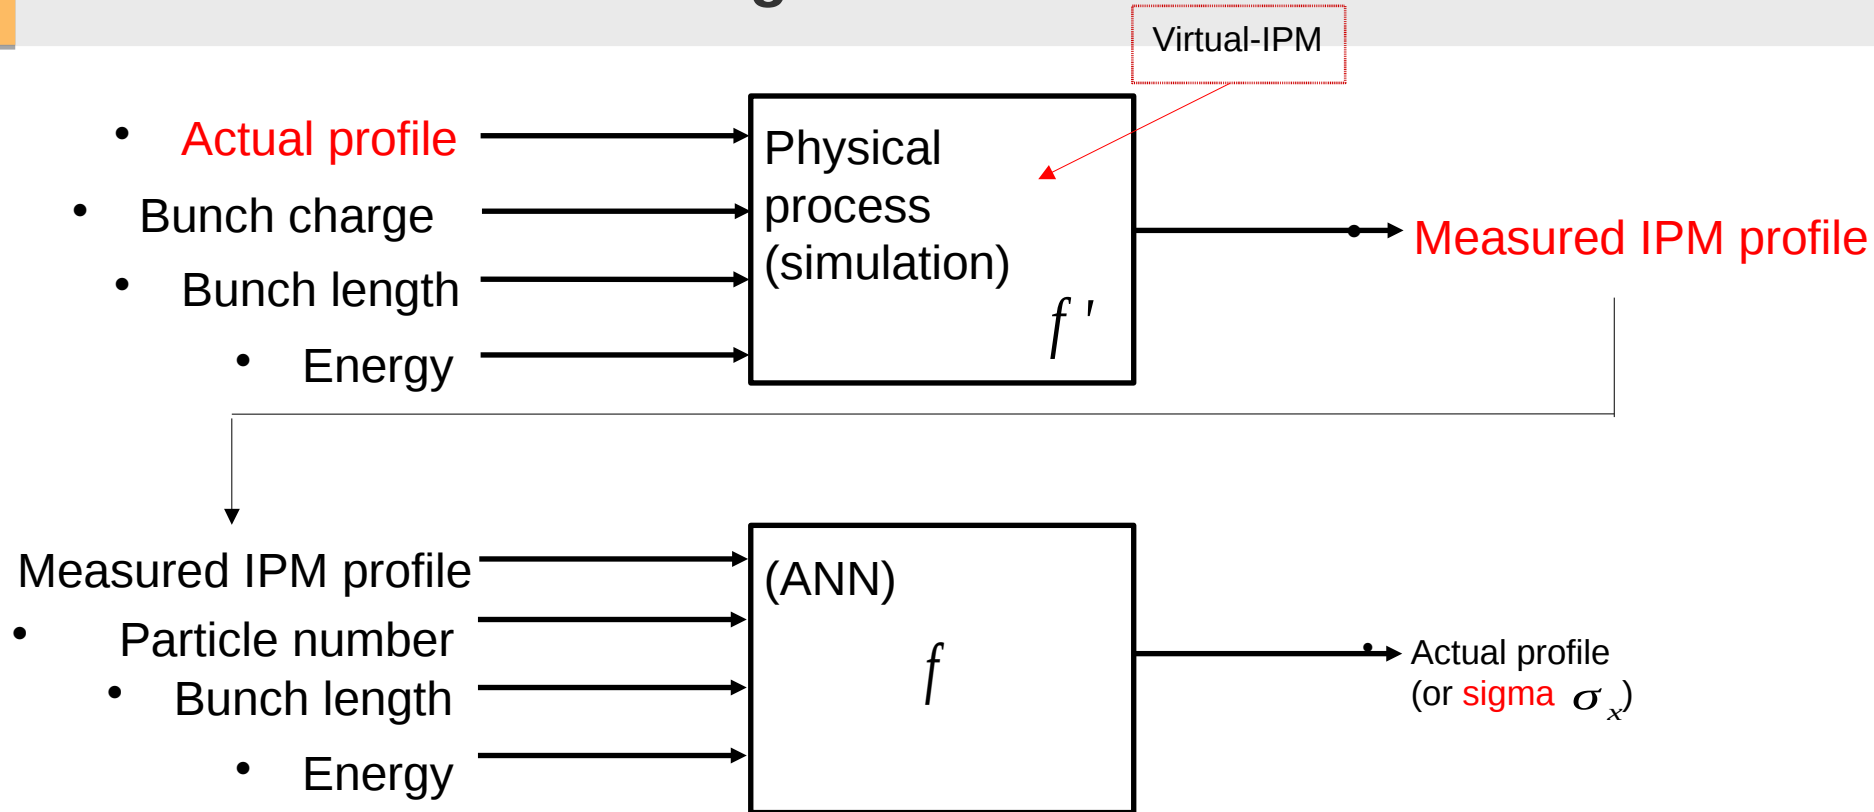 Virtual-IPM
• Actual profile
• Bunch charge
• Bunch length
• Energy
Physical
process
(simulation)
f '
• Measured IPM profile
Measured IPM profile
• Particle number
• Bunch length
• Energy
(ANN)
f
• Actual profile
(or sigma σx)